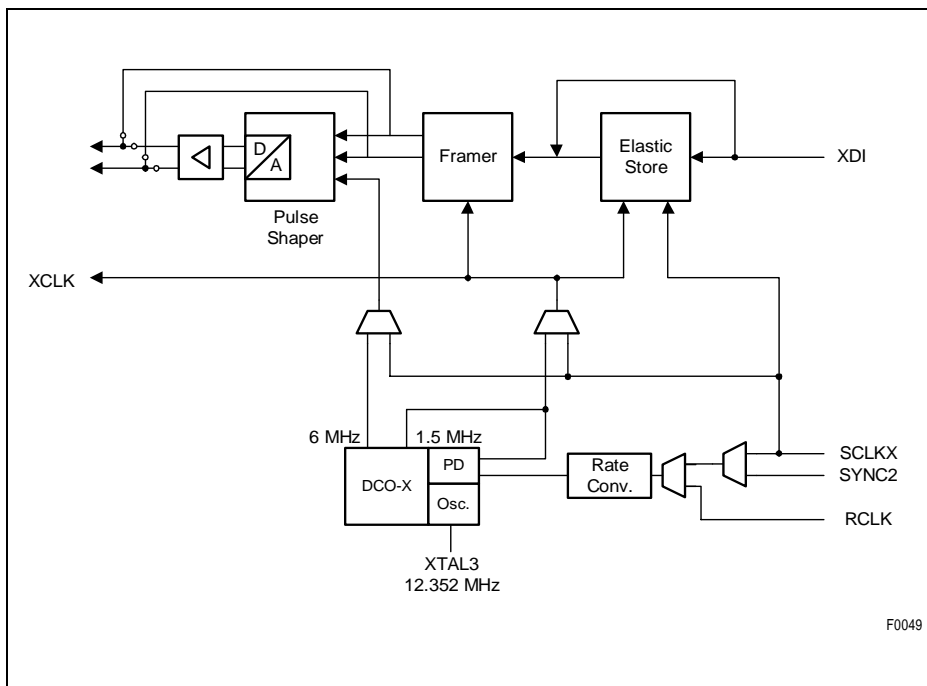 D
A
Pulse
Shaper
Framer
Elastic
Store
XDI
XCLK
6 MHz
1.5 MHz
DCO-X
PD
Osc.
Rate
Conv.
SCLKX
SYNC2
RCLK
XTAL3
12.352 MHz
F0049